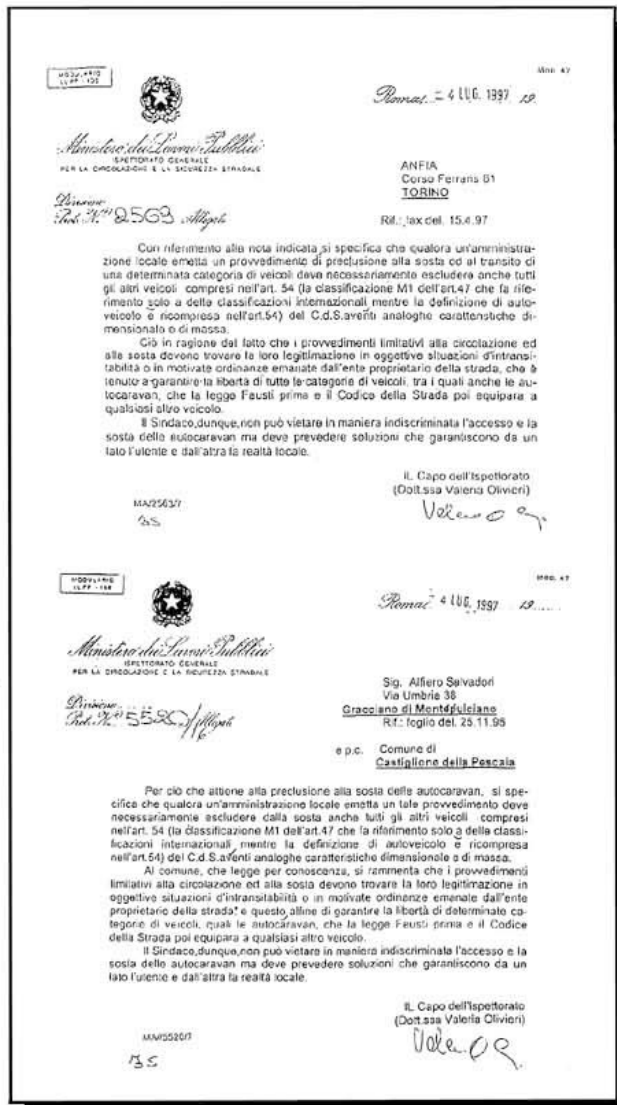 MODULARIO
LL.PP - 135
Mod. 47
Roma, - 4 LUG. 1997 19
Ministero dei Lavori Pubblici
ISPETTORATO GENERALE
PER LA CIRCOLAZIONE E LA SICUREZZA STRADALE
ANFIA
Corso Ferraris 61
TORINO
Divisione
Prot. N° 2563 Allegati
Rif.: fax del. 15.4.97
Con riferimento alla nota indicata si specifica che qualora un'amministra-
zione locale emetta un provvedimento di preclusione alla sosta ed al transito di
una determinata categoria di veicoli deve necessariamente escludere anche tutti
gli altri veicoli compresi nell'art. 54 (la classificazione M1 dell'art.47 che fa rife-
rimento solo a delle classificazioni internazionali mentre la definizione di auto-
veicolo è ricompresa nell'art.54) del C.d.S.aventi analoghe caratteristiche di-
mensionale o di massa.
Ciò in ragione del fatto che i provvedimenti limitativi alla circolazione ed
alla sosta devono trovare la loro legittimazione in oggettive situazioni d'intransi-
tabilità o in motivate ordinanze emanate dall'ente proprietario della strada, che è
tenuto a garantire la libertà di tutte le categorie di veicoli, tra i quali anche le au-
tocaravan, che la legge Fausti prima e il Codice della Strada poi equipara a
qualsiasi altro veicolo.
Il Sindaco,dunque,non può vietare in maniera indiscriminata l'accesso e la
sosta delle autocaravan ma deve prevedere soluzioni che garantiscono da un
lato l'utente e dall'altra la realtà locale.
IL Capo dell'Ispettorato
(Dott.ssa Valeria Olivieri)
MA/2563/7
MODULARIO
Mod. 47
Roma, - 4 LUG. 1997 19
Ministero dei Lavori Pubblici
ISPETTORATO GENERALE
PER LA CIRCOLAZIONE E LA SICUREZZA STRADALE
Sig. Alfiero Salvadori
Via Umbria 38
Gracciano di Montepulciano
Rif.: foglio del. 25.11.95
Divisione
Prot. N° 5520/ Allegati
e p.c. Comune di
Castiglione della Pescaia
Per ciò che attiene alla preclusione alla sosta delle autocaravan, si spe-
cifica che qualora un'amministrazione locale emetta un tale provvedimento deve
necessariamente escludere dalla sosta anche tutti gli altri veicoli compresi
nell'art. 54 (la classificazione M1 dell'art.47 che fa riferimento solo a delle classi-
ficazioni internazionali mentre la definizione di autoveicolo è ricompresa
nell'art.54) del C.d.S.aventi analoghe caratteristiche dimensionale o di massa.
Al comune, che legge per conoscenza, si rammenta che i provvedimenti
limitativi alla circolazione ed alla sosta devono trovare la loro legittimazione in
oggettive situazioni d'intransitabilità o in motivate ordinanze emanate dall'ente
proprietario della strada, e questo alfine di garantire la libertà di determinate ca-
tegorie di veicoli, quali le autocaravan, che la legge Fausti prima e il Codice
della Strada poi equipara a qualsiasi altro veicolo.
Il Sindaco,dunque,non può vietare in maniera indiscriminata l'accesso e la
sosta delle autocaravan ma deve prevedere soluzioni che garantiscono da un
lato l'utente e dall'altra la realtà locale.
IL Capo dell'Ispettorato
(Dott.ssa Valeria Olivieri)
MA/5520/7